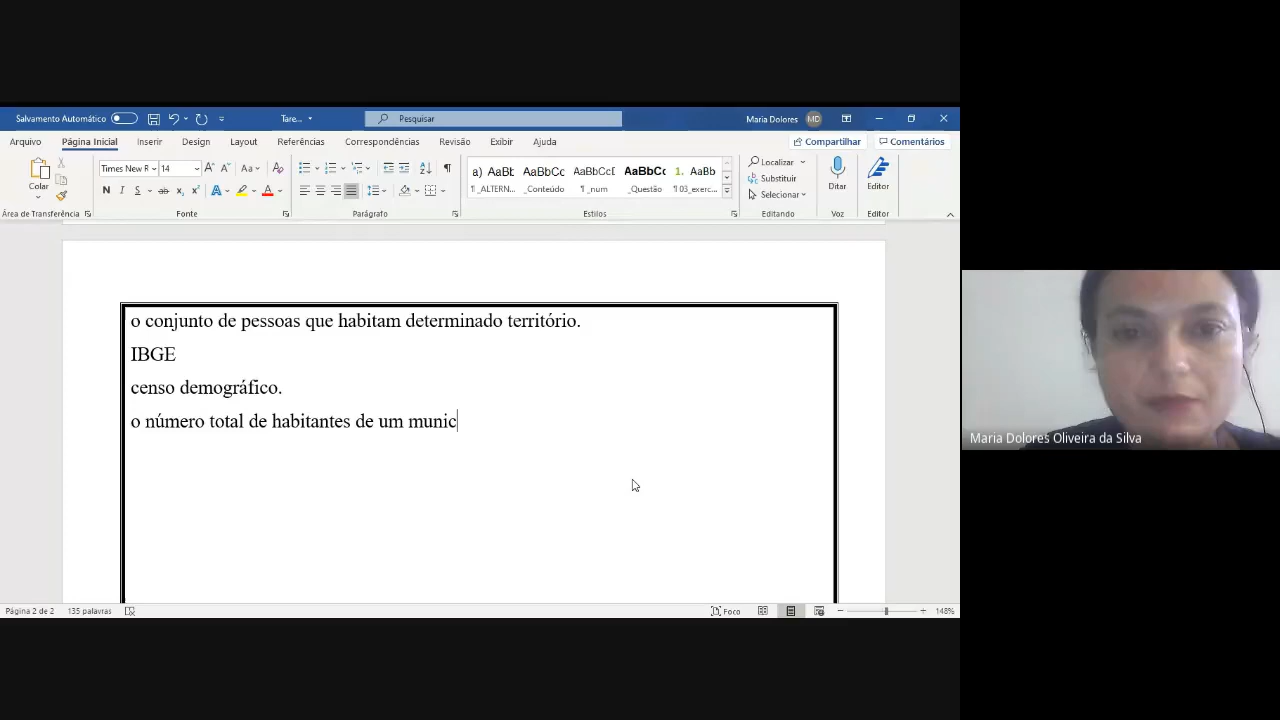 Salvamento Automático
Tare...
Pesquisar
Maria Dolores MD
Arquivo Página Inicial Inserir Design Layout Referências Correspondências Revisão Exibir Ajuda Compartilhar Comentários
Colar
Times New R 14
a) AaBt AaBbCc AaBbCcD AaBbCc 1. AaBb
_ALTERN... _Conteúdo ¶_num _Questão ¶ 03_exerc...
Localizar
Substituir
Selecionar
Ditar
Editor
Área de Transferência Fonte Parágrafo Estilos Editando Voz Editor
o conjunto de pessoas que habitam determinado território.
IBGE
censo demográfico.
o número total de habitantes de um munic
Maria Dolores Oliveira da Silva
Página 2 de 2 135 palavras Foco 148%